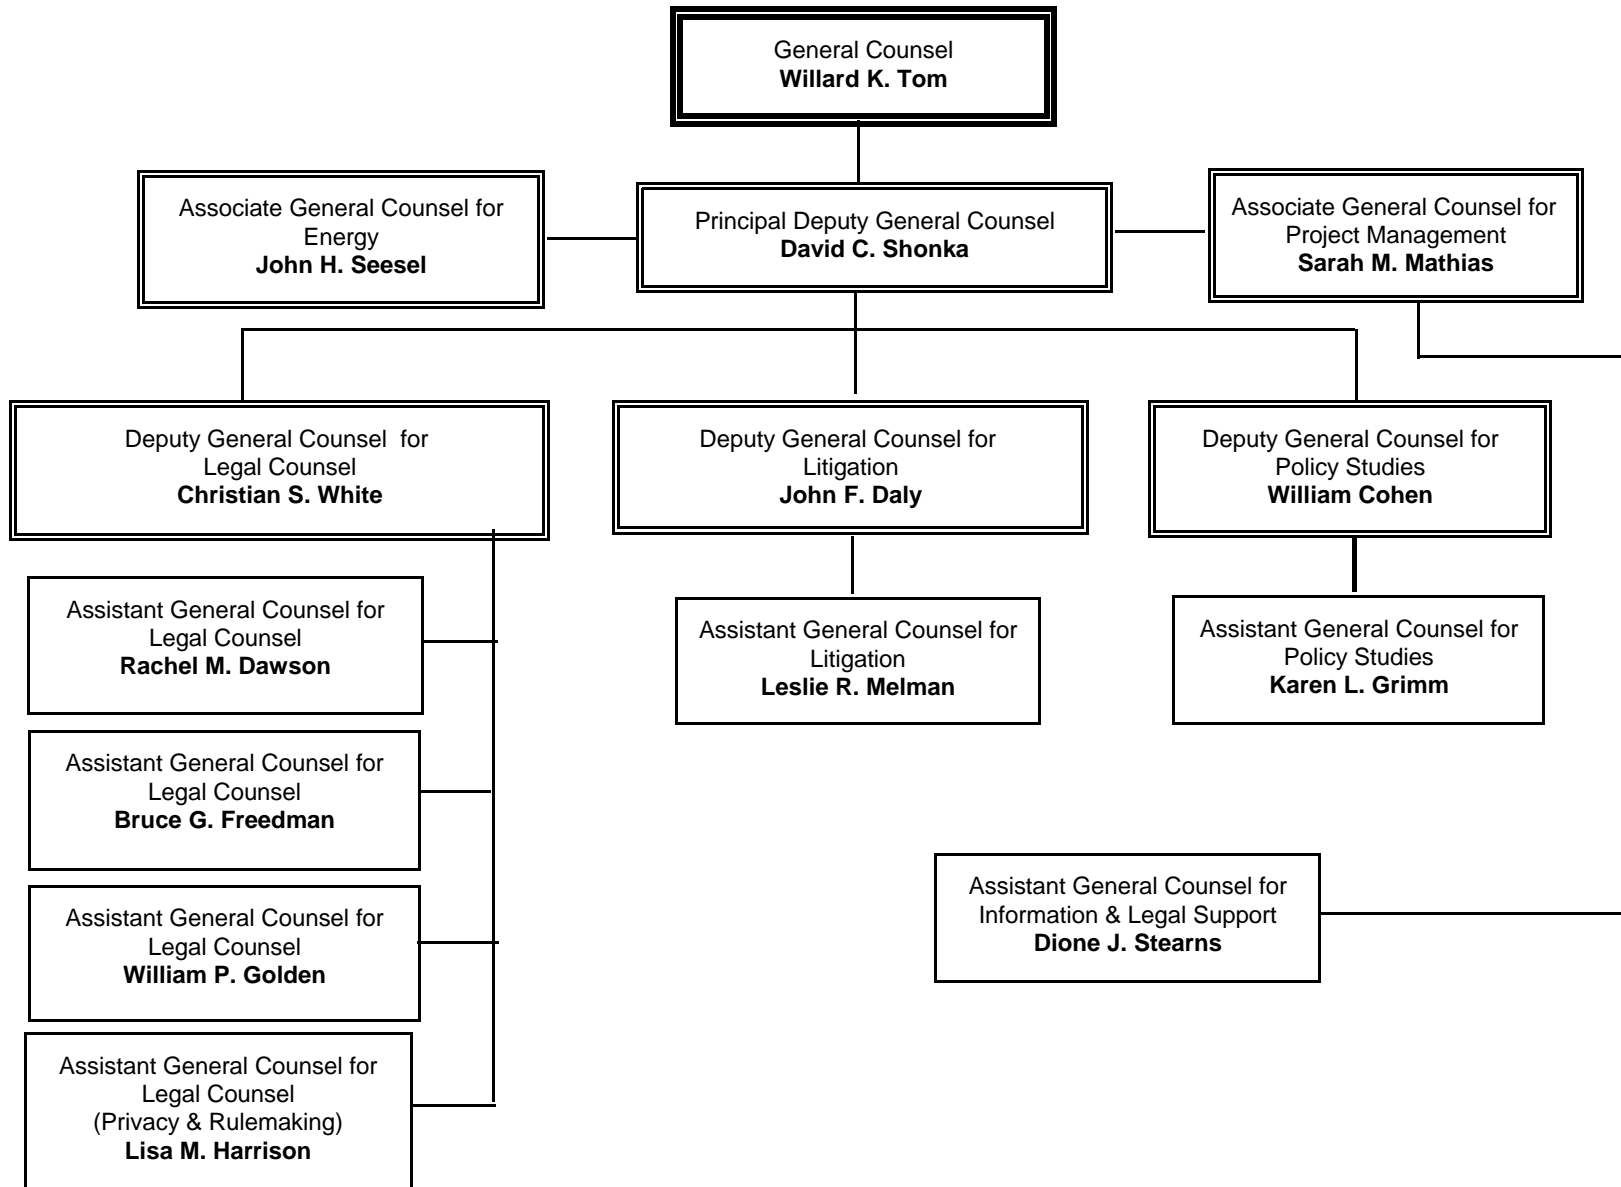 General Counsel
Willard K. Tom
Associate General Counsel for
Energy
John H. Seesel
Principal Deputy General Counsel
David C. Shonka
Associate General Counsel for
Project Management
Sarah M. Mathias
Deputy General Counsel  for
Legal Counsel
Christian S. White
Deputy General Counsel for
Litigation
John F. Daly
Deputy General Counsel for
Policy Studies
William Cohen
Assistant General Counsel for
Legal Counsel
Rachel M. Dawson
Assistant General Counsel for
Litigation
Leslie R. Melman
Assistant General Counsel for
Policy Studies
Karen L. Grimm
Assistant General Counsel for
Legal Counsel
Bruce G. Freedman
Assistant General Counsel for
Information & Legal Support
Dione J. Stearns
Assistant General Counsel for
Legal Counsel
William P. Golden
Assistant General Counsel for
Legal Counsel
(Privacy & Rulemaking)
Lisa M. Harrison